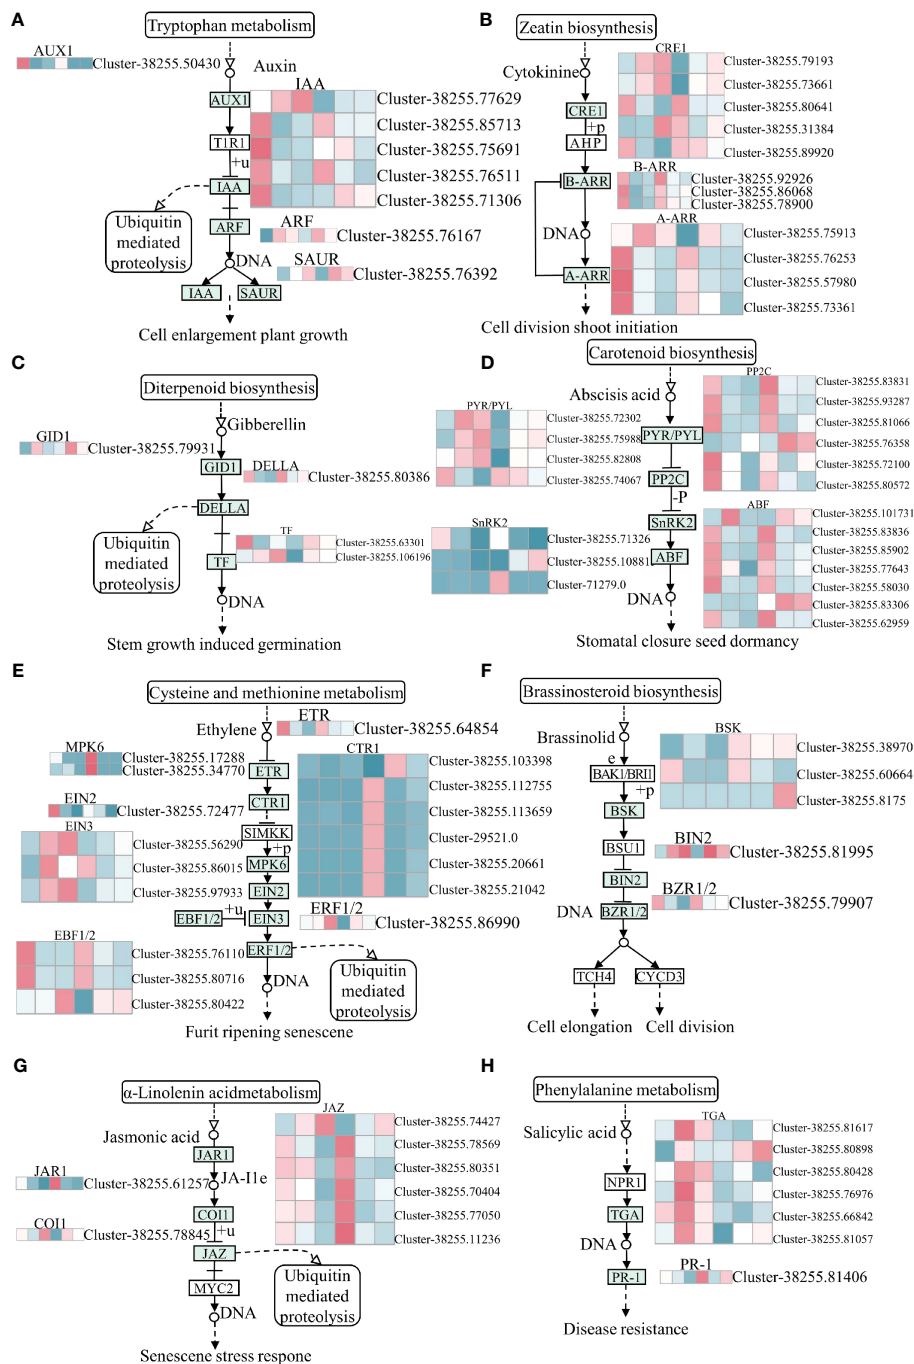 A
Tryptophan metabolism
AUX1
Cluster-38255.50430
Auxin
IAA
AUX1
T1R1
+u
IAA
ARF
DNA
IAA
SAUR
Ubiquitin
mediated
proteolysis
Cluster-38255.77629
Cluster-38255.85713
Cluster-38255.75691
Cluster-38255.76511
Cluster-38255.71306
ARF
Cluster-38255.76167
SAUR
Cluster-38255.76392
Cell enlargement plant growth
B
Zeatin biosynthesis
Cytokinine
CRE1
+p
AHP
B-ARR
DNA
A-ARR
CRE1
Cluster-38255.79193
Cluster-38255.73661
Cluster-38255.80641
Cluster-38255.31384
Cluster-38255.89920
B-ARR
Cluster-38255.92926
Cluster-38255.86068
Cluster-38255.78900
A-ARR
Cluster-38255.75913
Cluster-38255.76253
Cluster-38255.57980
Cluster-38255.73361
Cell division shoot initiation
C
Diterpenoid biosynthesis
Gibberellin
GID1
Cluster-38255.79931
GID1
DELLA
Cluster-38255.80386
DELLA
Ubiquitin
mediated
proteolysis
TF
TF
Cluster-38255.63301
Cluster-38255.106196
DNA
Stem growth induced germination
D
Carotenoid biosynthesis
Abscisis acid
PYR/PYL
Cluster-38255.72302
Cluster-38255.75988
Cluster-38255.82808
Cluster-38255.74067
PYR/PYL
PP2C
-P
SnRK2
ABF
DNA
PP2C
Cluster-38255.83831
Cluster-38255.93287
Cluster-38255.81066
Cluster-38255.76358
Cluster-38255.72100
Cluster-38255.80572
SnRK2
Cluster-38255.71326
Cluster-38255.10881
Cluster-71279.0
ABF
Cluster-38255.101731
Cluster-38255.83836
Cluster-38255.85902
Cluster-38255.77643
Cluster-38255.58030
Cluster-38255.83306
Cluster-38255.62959
Stomatal closure seed dormancy
E
Cysteine and methionine metabolism
Ethylene
ETR
Cluster-38255.64854
MPK6
Cluster-38255.17288
Cluster-38255.34770
EIN2
Cluster-38255.72477
EIN3
Cluster-38255.56290
Cluster-38255.86015
Cluster-38255.97933
ETR
CTR1
SIMKK
+p
MPK6
EIN2
EBF1/2
+u
EIN3
ERF1/2
DNA
CTR1
Cluster-38255.103398
Cluster-38255.112755
Cluster-38255.113659
Cluster-29521.0
Cluster-38255.20661
Cluster-38255.21042
ERF1/2
Cluster-38255.86990
EBF1/2
Cluster-38255.76110
Cluster-38255.80716
Cluster-38255.80422
Ubiquitin
mediated
proteolysis
Furit ripening senescene
F
Brassinosteroid biosynthesis
Brassinolid
e
BAK1/BRI1
+p
BSK
BSU1
BIN2
DNA
BZR1/2
TCH4
CYCD3
BSK
Cluster-38255.38970
Cluster-38255.60664
Cluster-38255.8175
BIN2
Cluster-38255.81995
BZR1/2
Cluster-38255.79907
Cell elongation
Cell division
G
α-Linolenin acidmetabolism
Jasmonic acid
JAR1
JAR1
Cluster-38255.61257
JA-I1e
COI1
Cluster-38255.78845
COI1
+u
JAZ
MYC2
DNA
JAZ
Cluster-38255.74427
Cluster-38255.78569
Cluster-38255.80351
Cluster-38255.70404
Cluster-38255.77050
Cluster-38255.11236
Ubiquitin
mediated
proteolysis
Senescene stress respone
H
Phenylalanine metabolism
Salicylic acid
NPR1
TGA
DNA
PR-1
TGA
Cluster-38255.81617
Cluster-38255.80898
Cluster-38255.80428
Cluster-38255.76976
Cluster-38255.66842
Cluster-38255.81057
PR-1
Cluster-38255.81406
Disease resistance